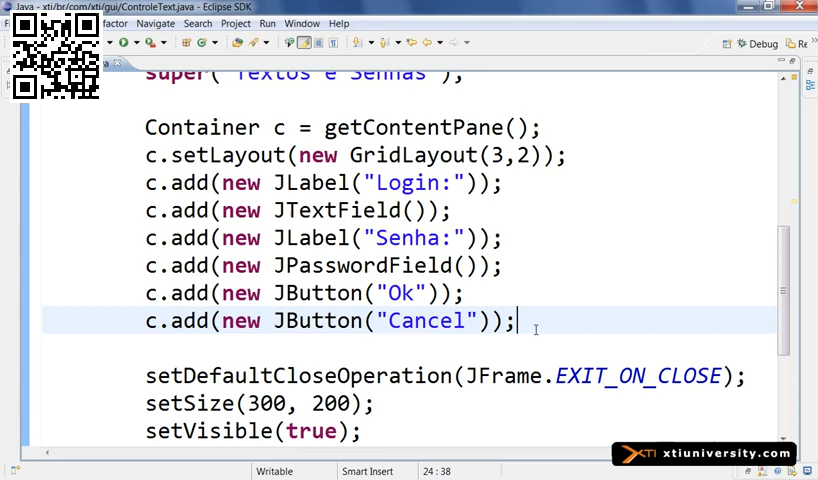 Java - xti/br/com/xti/gui/ControleText.java - Eclipse SDK
Navigate Search Project Run Window Help
Debug Re
super("Textos e Senhas");
Container c = getContentPane();
c.setLayout(new GridLayout(3,2));
c.add(new JLabel("Login:"));
c.add(new JTextField());
c.add(new JLabel("Senha:"));
c.add(new JPasswordField());
c.add(new JButton("Ok"));
c.add(new JButton("Cancel"));
setDefaultCloseOperation(JFrame.EXIT_ON_CLOSE);
setSize(300, 200);
setVisible(true);
XTI xtiuniversity.com
Writable Smart Insert 24 : 38